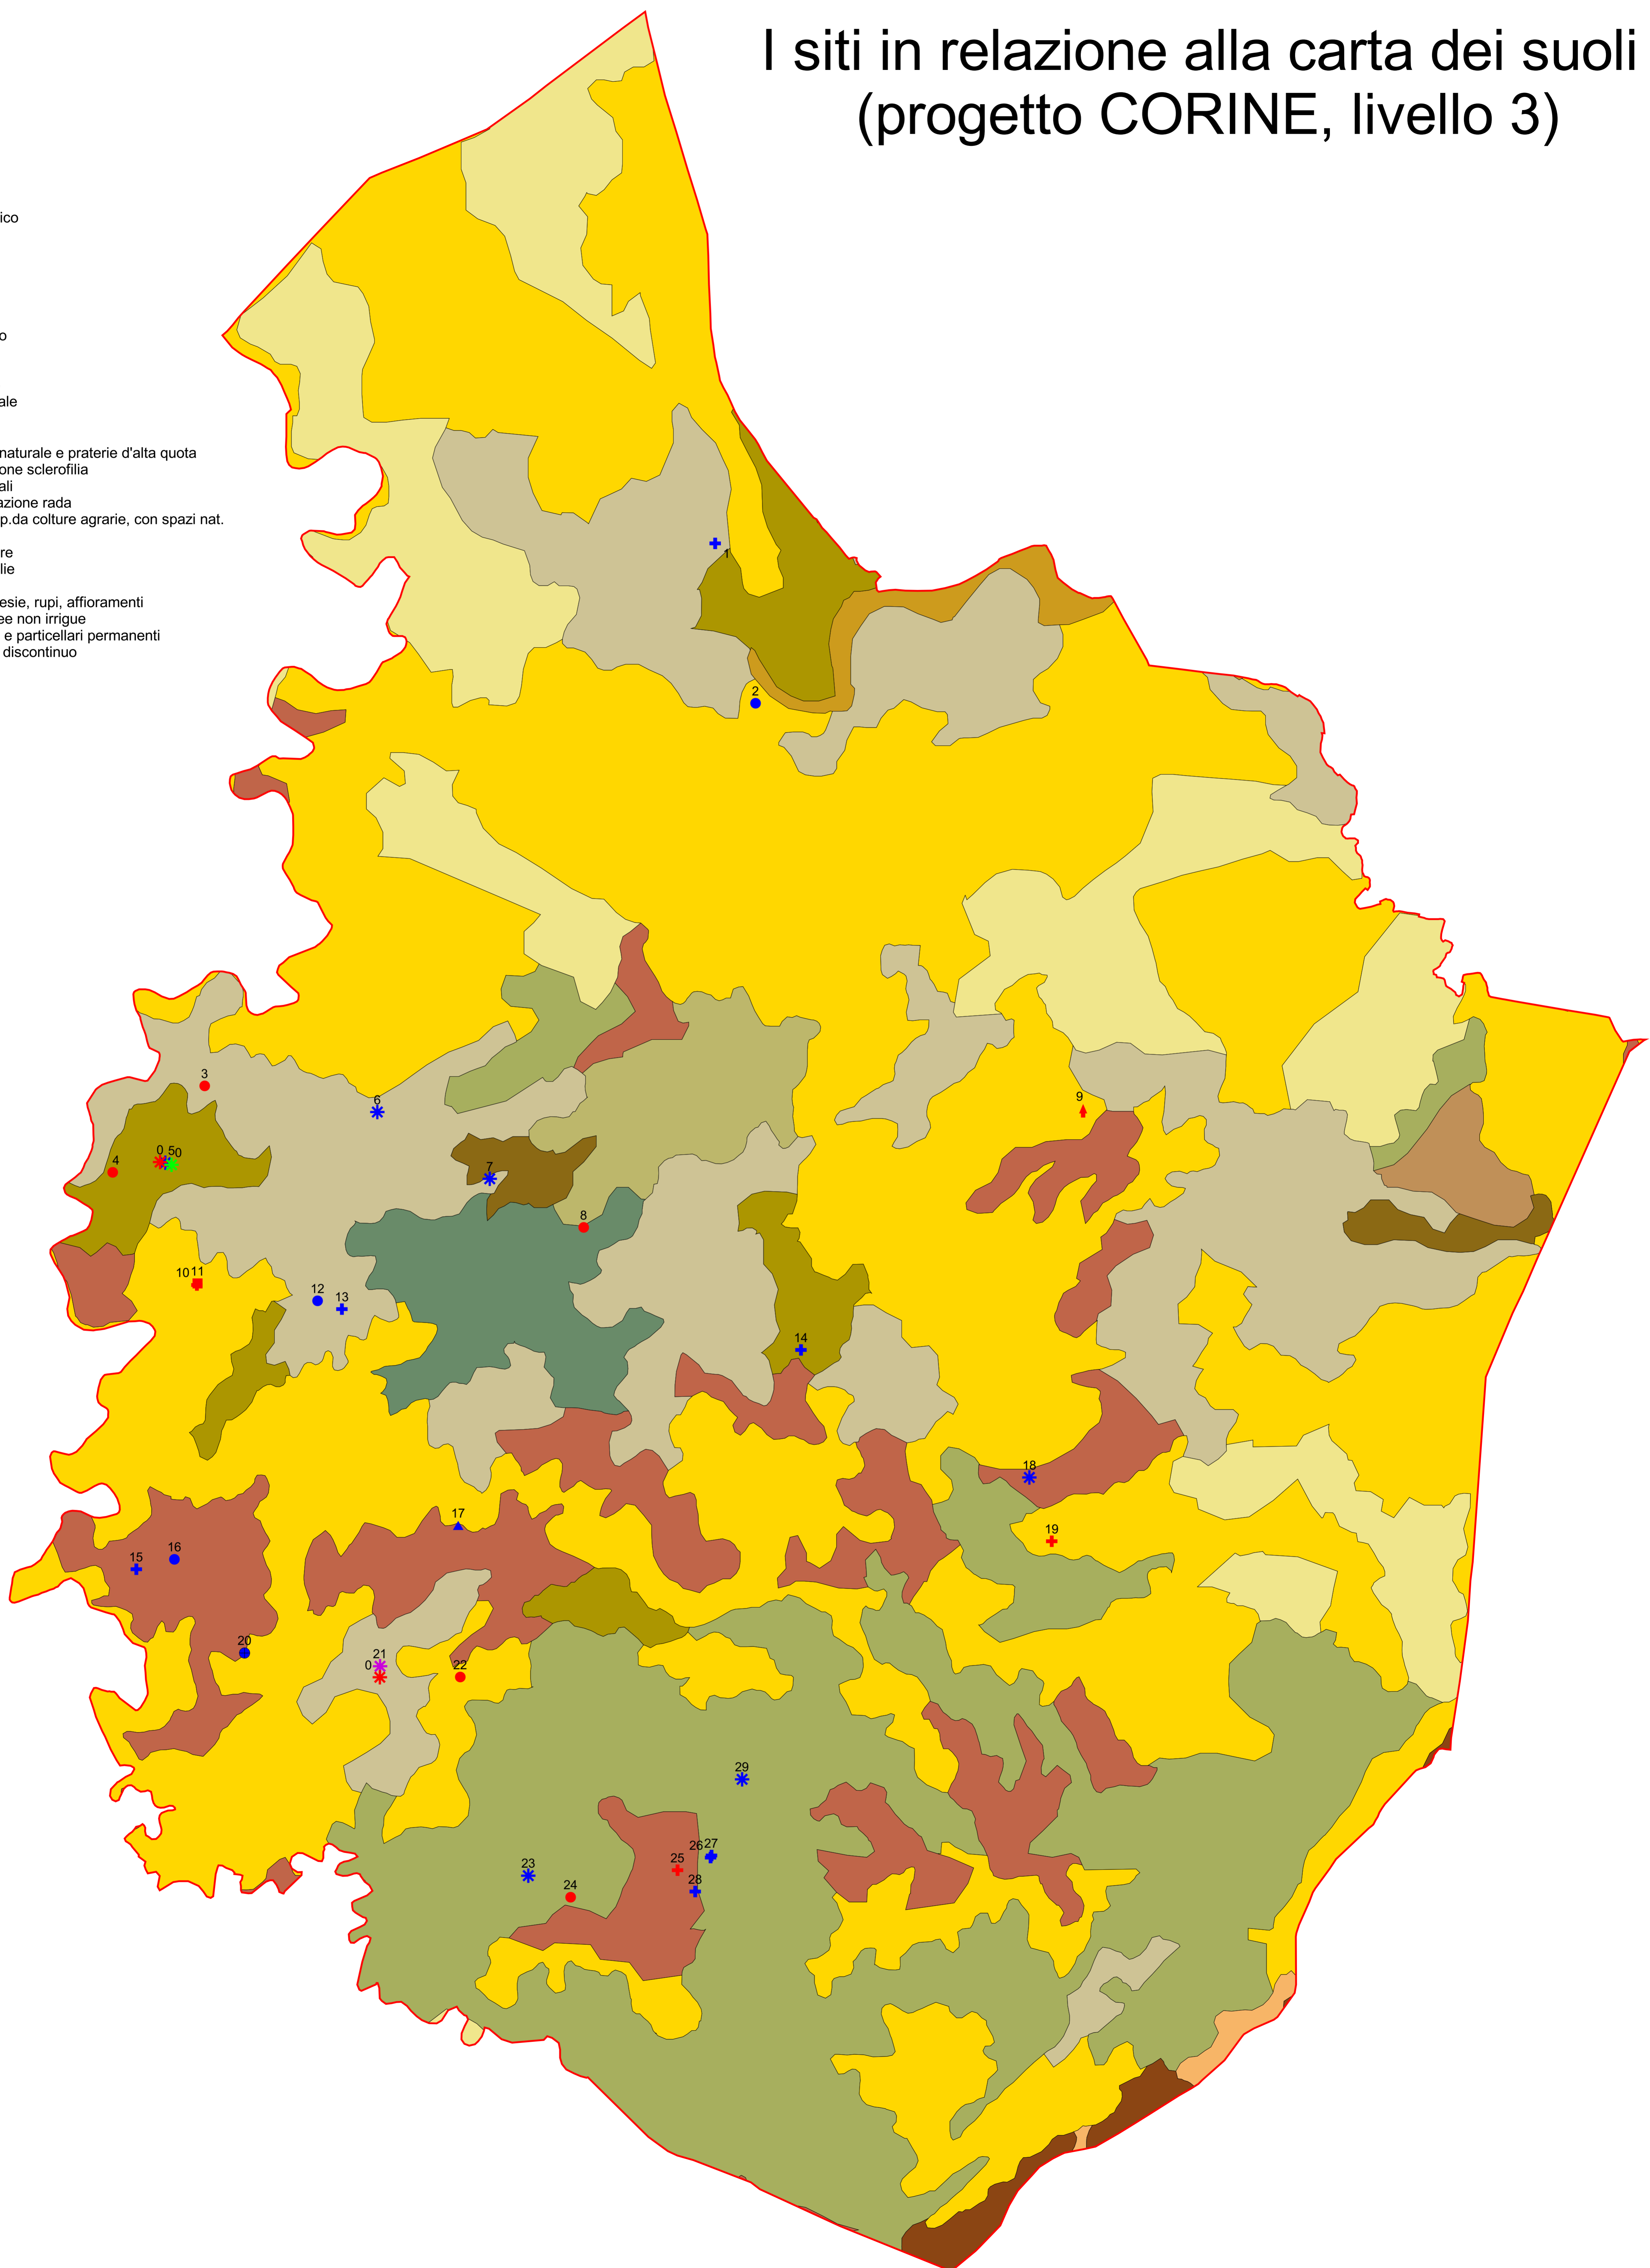 I siti in relazione alla carta dei suoli
(progetto CORINE, livello 3)
ico
o
ale
naturale e praterie d'alta quota
one sclerofilia
ali
azione rada
p.da colture agrarie, con spazi nat.
re
lie
esie, rupi, affioramenti
ee non irrigue
e particellari permanenti
discontinuo
1
2
3
6
9
0 5 0
4
7
8
10 11
12
13
14
18
17
19
15
16
20
21
0
22
29
26 27
25
23
28
24